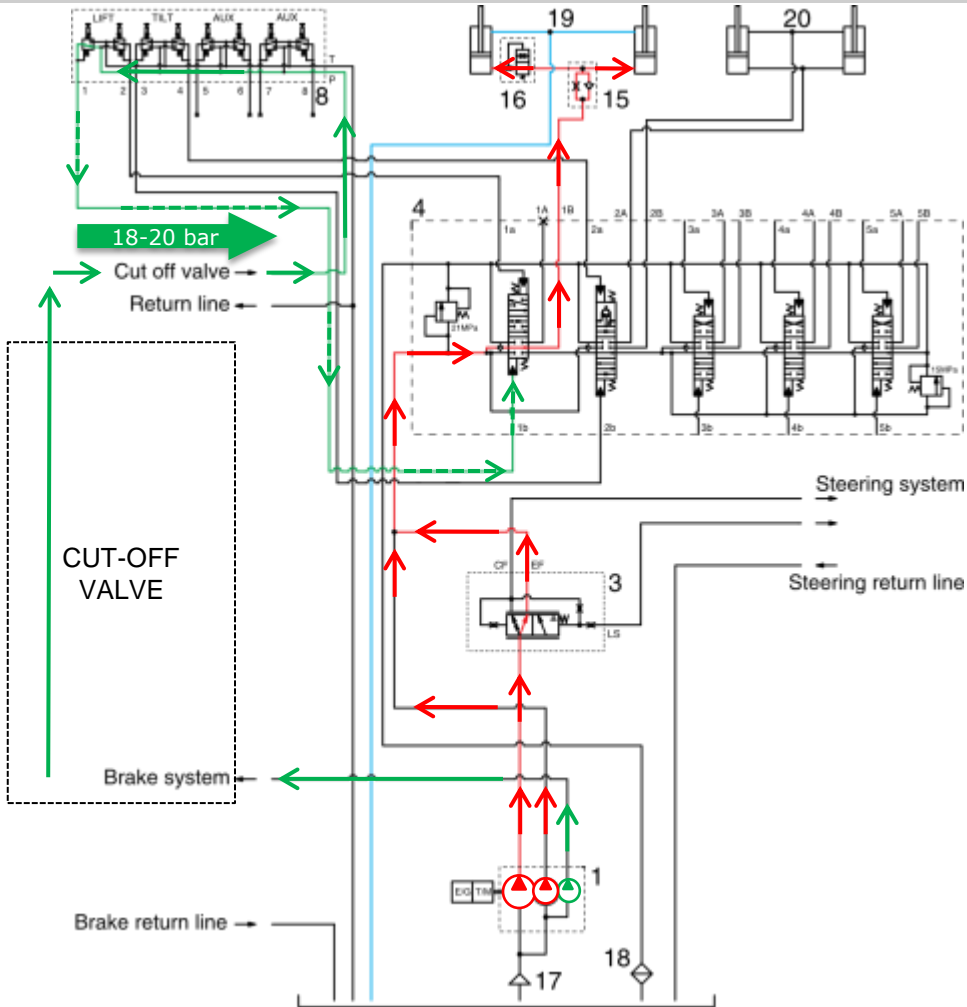 LIFT TILT AUX AUX
T
P
1 2 3 4 5 6 7 8
8
19
20
16
15
18-20 bar
Cut off valve
Return line
4
1A 1B
2A 2B
3A 3B
4A 4B
5A 5B
1a
2a
3a
4a
5a
21MPa
15MPa
1b
2b
3b
4b
5b
Steering system
CUT-OFF
VALVE
CF EF
3
Steering return line
LS
Brake system
1
E/G T/M
Brake return line
17
18